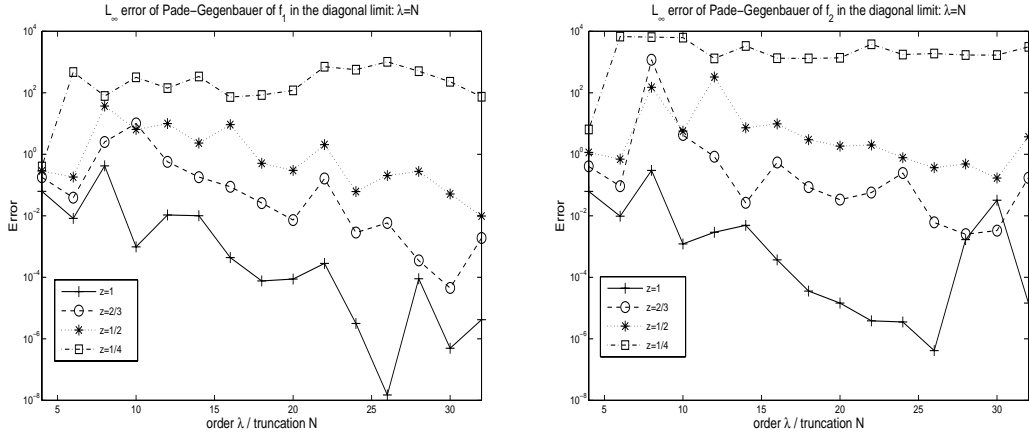 L∞ error of Pade−Gegenbauer of f1 in the diagonal limit: λ=N
10^4
10^2
10^0
10^−2
10^−4
10^−6
10^−8
Error
z=1
z=2/3
z=1/2
z=1/4
5 10 15 20 25 30
order λ / truncation N
L∞ error of Pade−Gegenbauer of f2 in the diagonal limit: λ=N
10^4
10^2
10^0
10^−2
10^−4
10^−6
10^−8
Error
z=1
z=2/3
z=1/2
z=1/4
5 10 15 20 25 30
order λ / truncation N